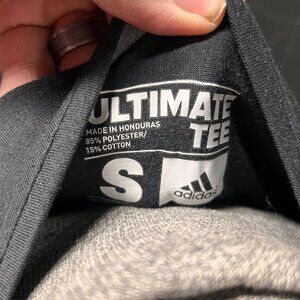 ULTIMATE
TEE
MADE IN HONDURAS
85% POLYESTER/
15% COTTON
S
adidas